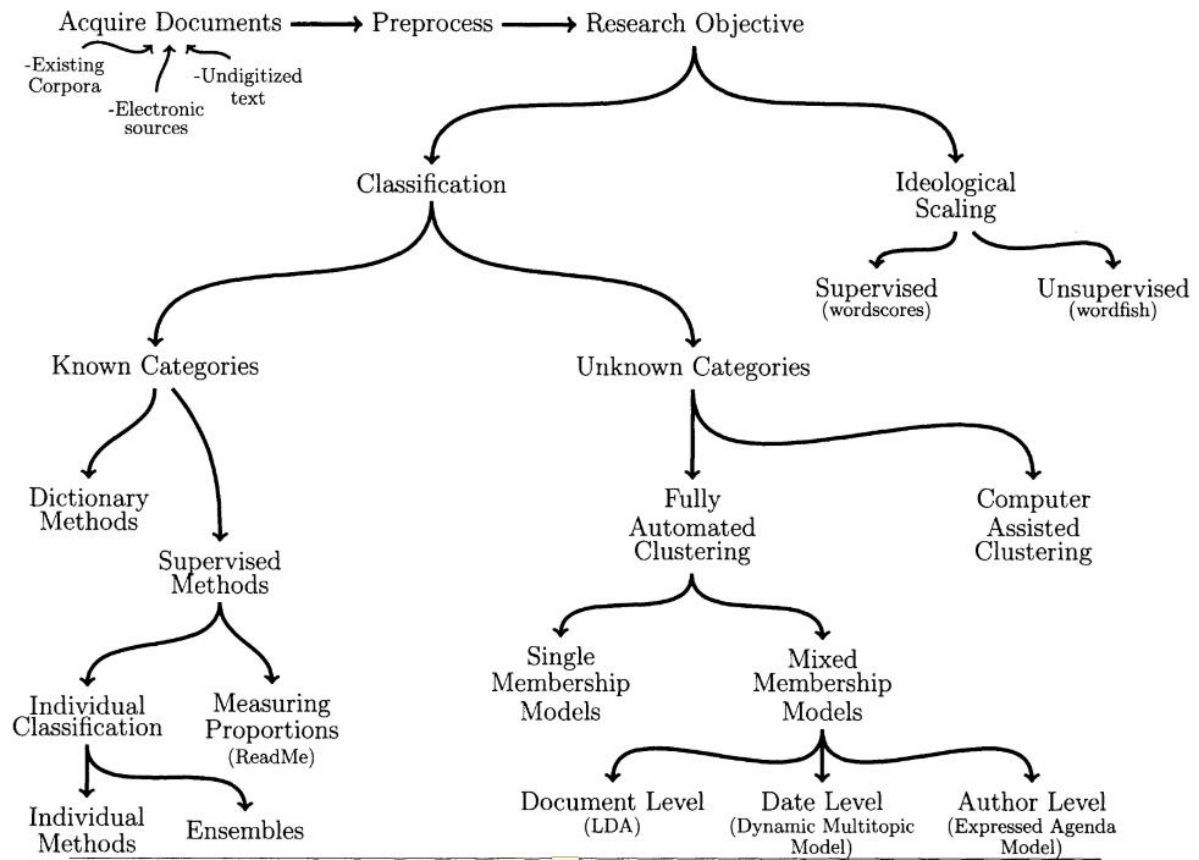 Acquire Documents
Preprocess
Research Objective
-Existing
Corpora
-Electronic
sources
-Undigitized
text
Classification
Ideological
Scaling
Supervised
(wordscores)
Unsupervised
(wordfish)
Known Categories
Unknown Categories
Dictionary
Methods
Supervised
Methods
Fully
Automated
Clustering
Computer
Assisted
Clustering
Individual
Classification
Measuring
Proportions
(ReadMe)
Single
Membership
Models
Mixed
Membership
Models
Individual
Methods
Ensembles
Document Level
(LDA)
Date Level
(Dynamic Multitopic
Model)
Author Level
(Expressed Agenda
Model)